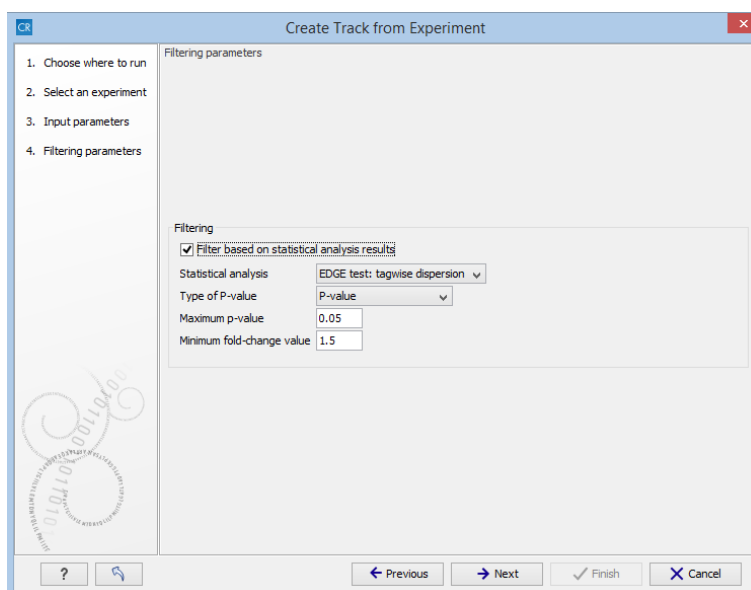 CR
Create Track from Experiment
1. Choose where to run
2. Select an experiment
3. Input parameters
4. Filtering parameters
Filtering parameters
Filtering
Filter based on statistical analysis results
Statistical analysis EDGE test: tagwise dispersion
Type of P-value P-value
Maximum p-value 0.05
Minimum fold-change value 1.5
? Previous Next Finish Cancel